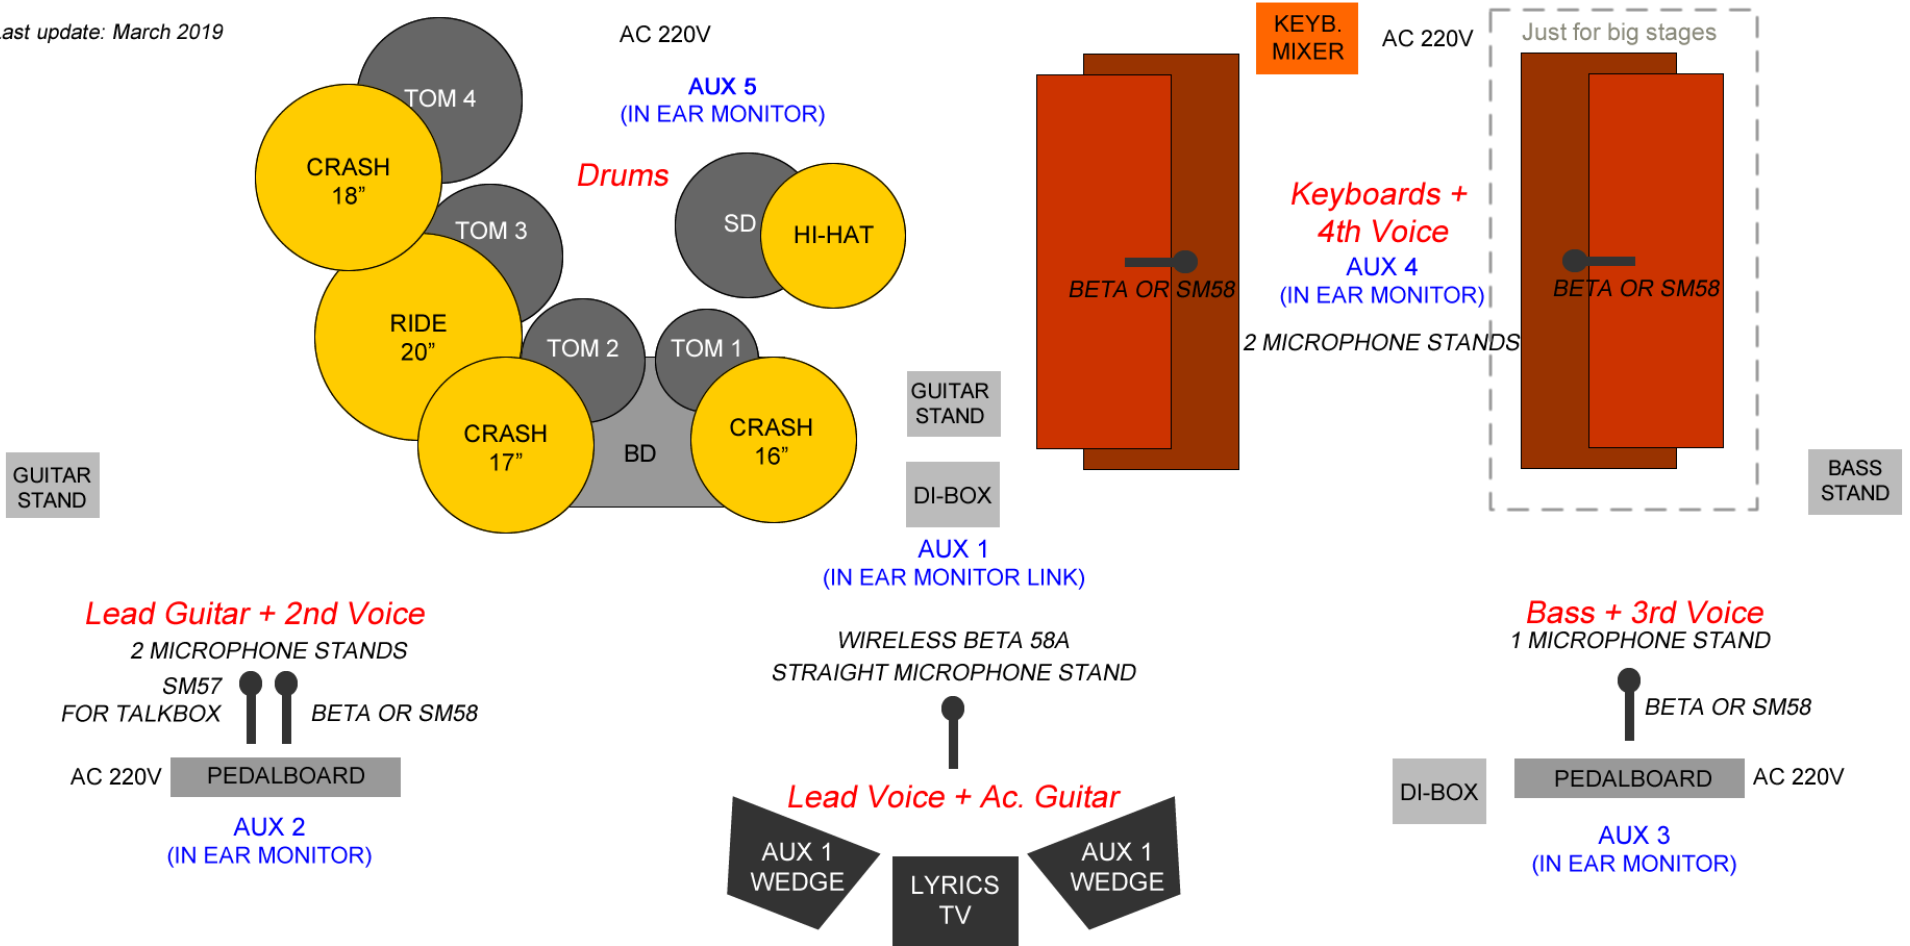 Last update: March 2019
AC 220V
AUX 5
(IN EAR MONITOR)
Drums
TOM 4
CRASH
18”
TOM 3
SD
HI-HAT
RIDE
20”
TOM 2
TOM 1
CRASH
17”
BD
CRASH
16”
KEYB.
MIXER
AC 220V
Just for big stages
Keyboards +
4th Voice
AUX 4
(IN EAR MONITOR)
BETA OR SM58
BETA OR SM58
2 MICROPHONE STANDS
GUITAR
STAND
GUITAR
STAND
DI-BOX
AUX 1
(IN EAR MONITOR LINK)
BASS
STAND
Lead Guitar + 2nd Voice
2 MICROPHONE STANDS
SM57
FOR TALKBOX
BETA OR SM58
AC 220V
PEDALBOARD
AUX 2
(IN EAR MONITOR)
WIRELESS BETA 58A
STRAIGHT MICROPHONE STAND
Lead Voice + Ac. Guitar
AUX 1
WEDGE
LYRICS
TV
AUX 1
WEDGE
Bass + 3rd Voice
1 MICROPHONE STAND
BETA OR SM58
DI-BOX
PEDALBOARD
AC 220V
AUX 3
(IN EAR MONITOR)